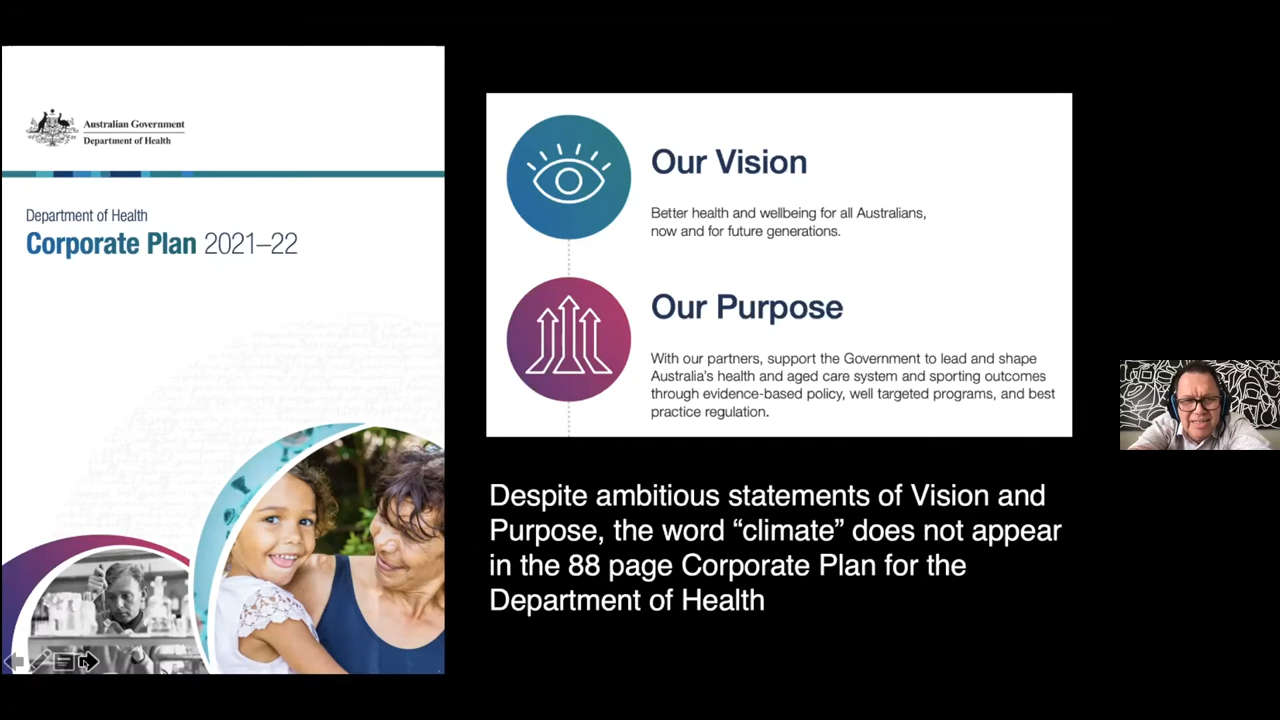 Australian Government
Department of Health
Department of Health
Corporate Plan 2021–22
Our Vision
Better health and wellbeing for all Australians,
now and for future generations.
Our Purpose
With our partners, support the Government to lead and shape
Australia's health and aged care system and sporting outcomes
through evidence-based policy, well targeted programs, and best
practice regulation.
Despite ambitious statements of Vision and
Purpose, the word “climate” does not appear
in the 88 page Corporate Plan for the
Department of Health